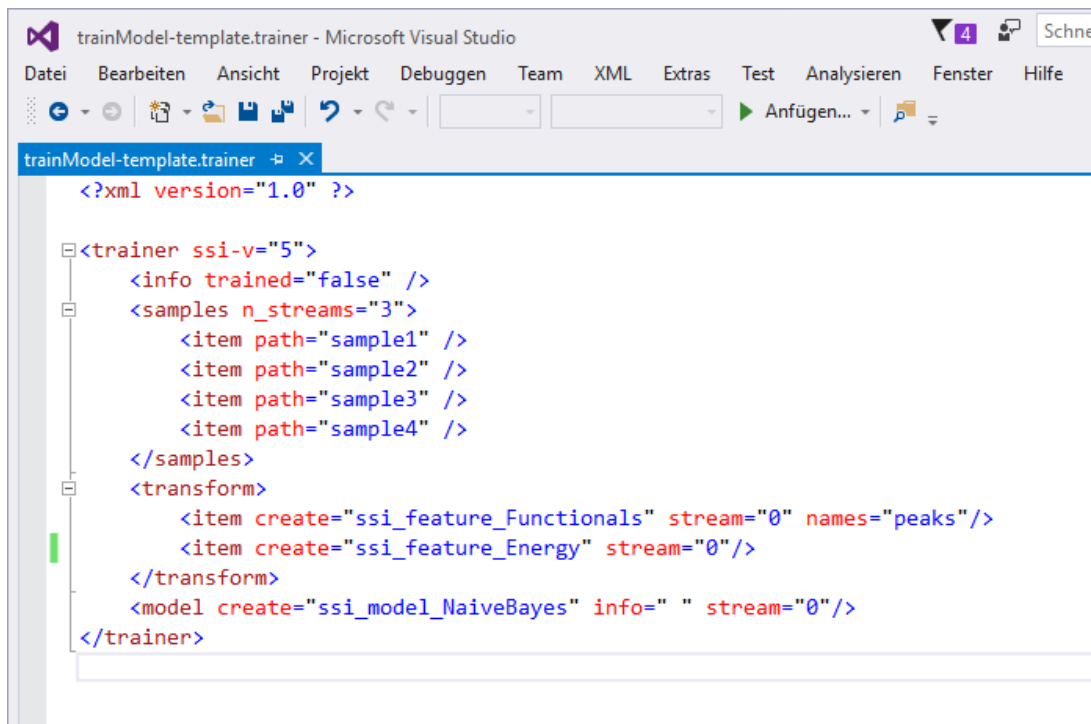 trainModel-template.trainer - Microsoft Visual Studio
4
Schne
Datei Bearbeiten Ansicht Projekt Debuggen Team XML Extras Test Analysieren Fenster Hilfe
Anfügen...
trainModel-template.trainer
<?xml version="1.0" ?>
<trainer ssi-v="5">
<info trained="false" />
<samples n_streams="3">
<item path="sample1" />
<item path="sample2" />
<item path="sample3" />
<item path="sample4" />
</samples>
<transform>
<item create="ssi_feature_Functionals" stream="0" names="peaks"/>
<item create="ssi_feature_Energy" stream="0"/>
</transform>
<model create="ssi_model_NaiveBayes" info=" " stream="0"/>
</trainer>